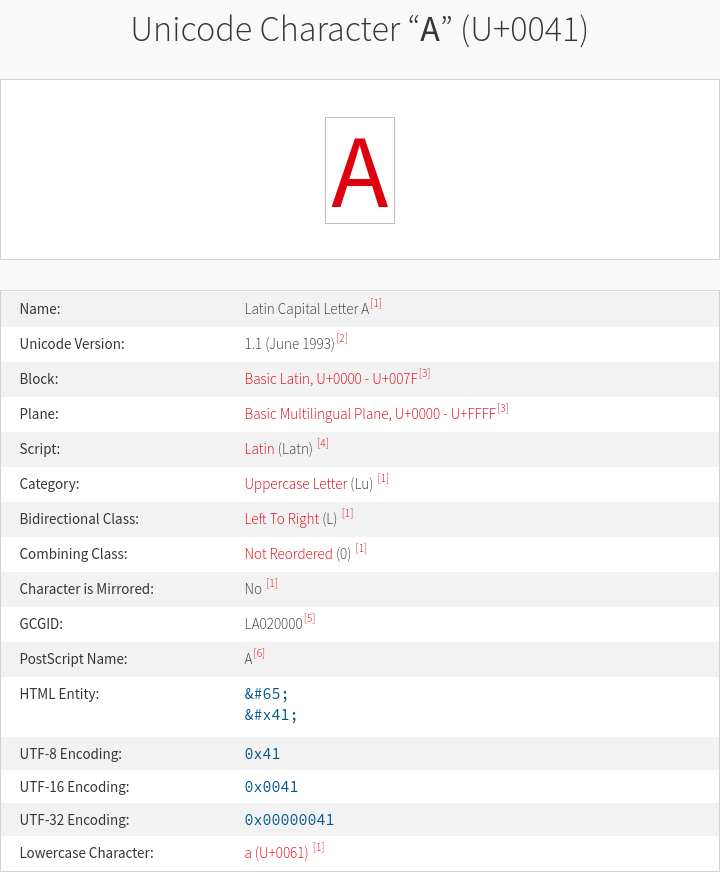 Unicode Character “A” (U+0041)
A
Name: Latin Capital Letter A[1]
Unicode Version: 1.1 (June 1993)[2]
Block: Basic Latin, U+0000 - U+007F[3]
Plane: Basic Multilingual Plane, U+0000 - U+FFFF[3]
Script: Latin (Latn) [4]
Category: Uppercase Letter (Lu) [1]
Bidirectional Class: Left To Right (L) [1]
Combining Class: Not Reordered (0) [1]
Character is Mirrored: No [1]
GCGID: LA020000[5]
PostScript Name: A[6]
HTML Entity: &#65;
&#x41;
UTF-8 Encoding: 0x41
UTF-16 Encoding: 0x0041
UTF-32 Encoding: 0x00000041
Lowercase Character: a (U+0061) [1]